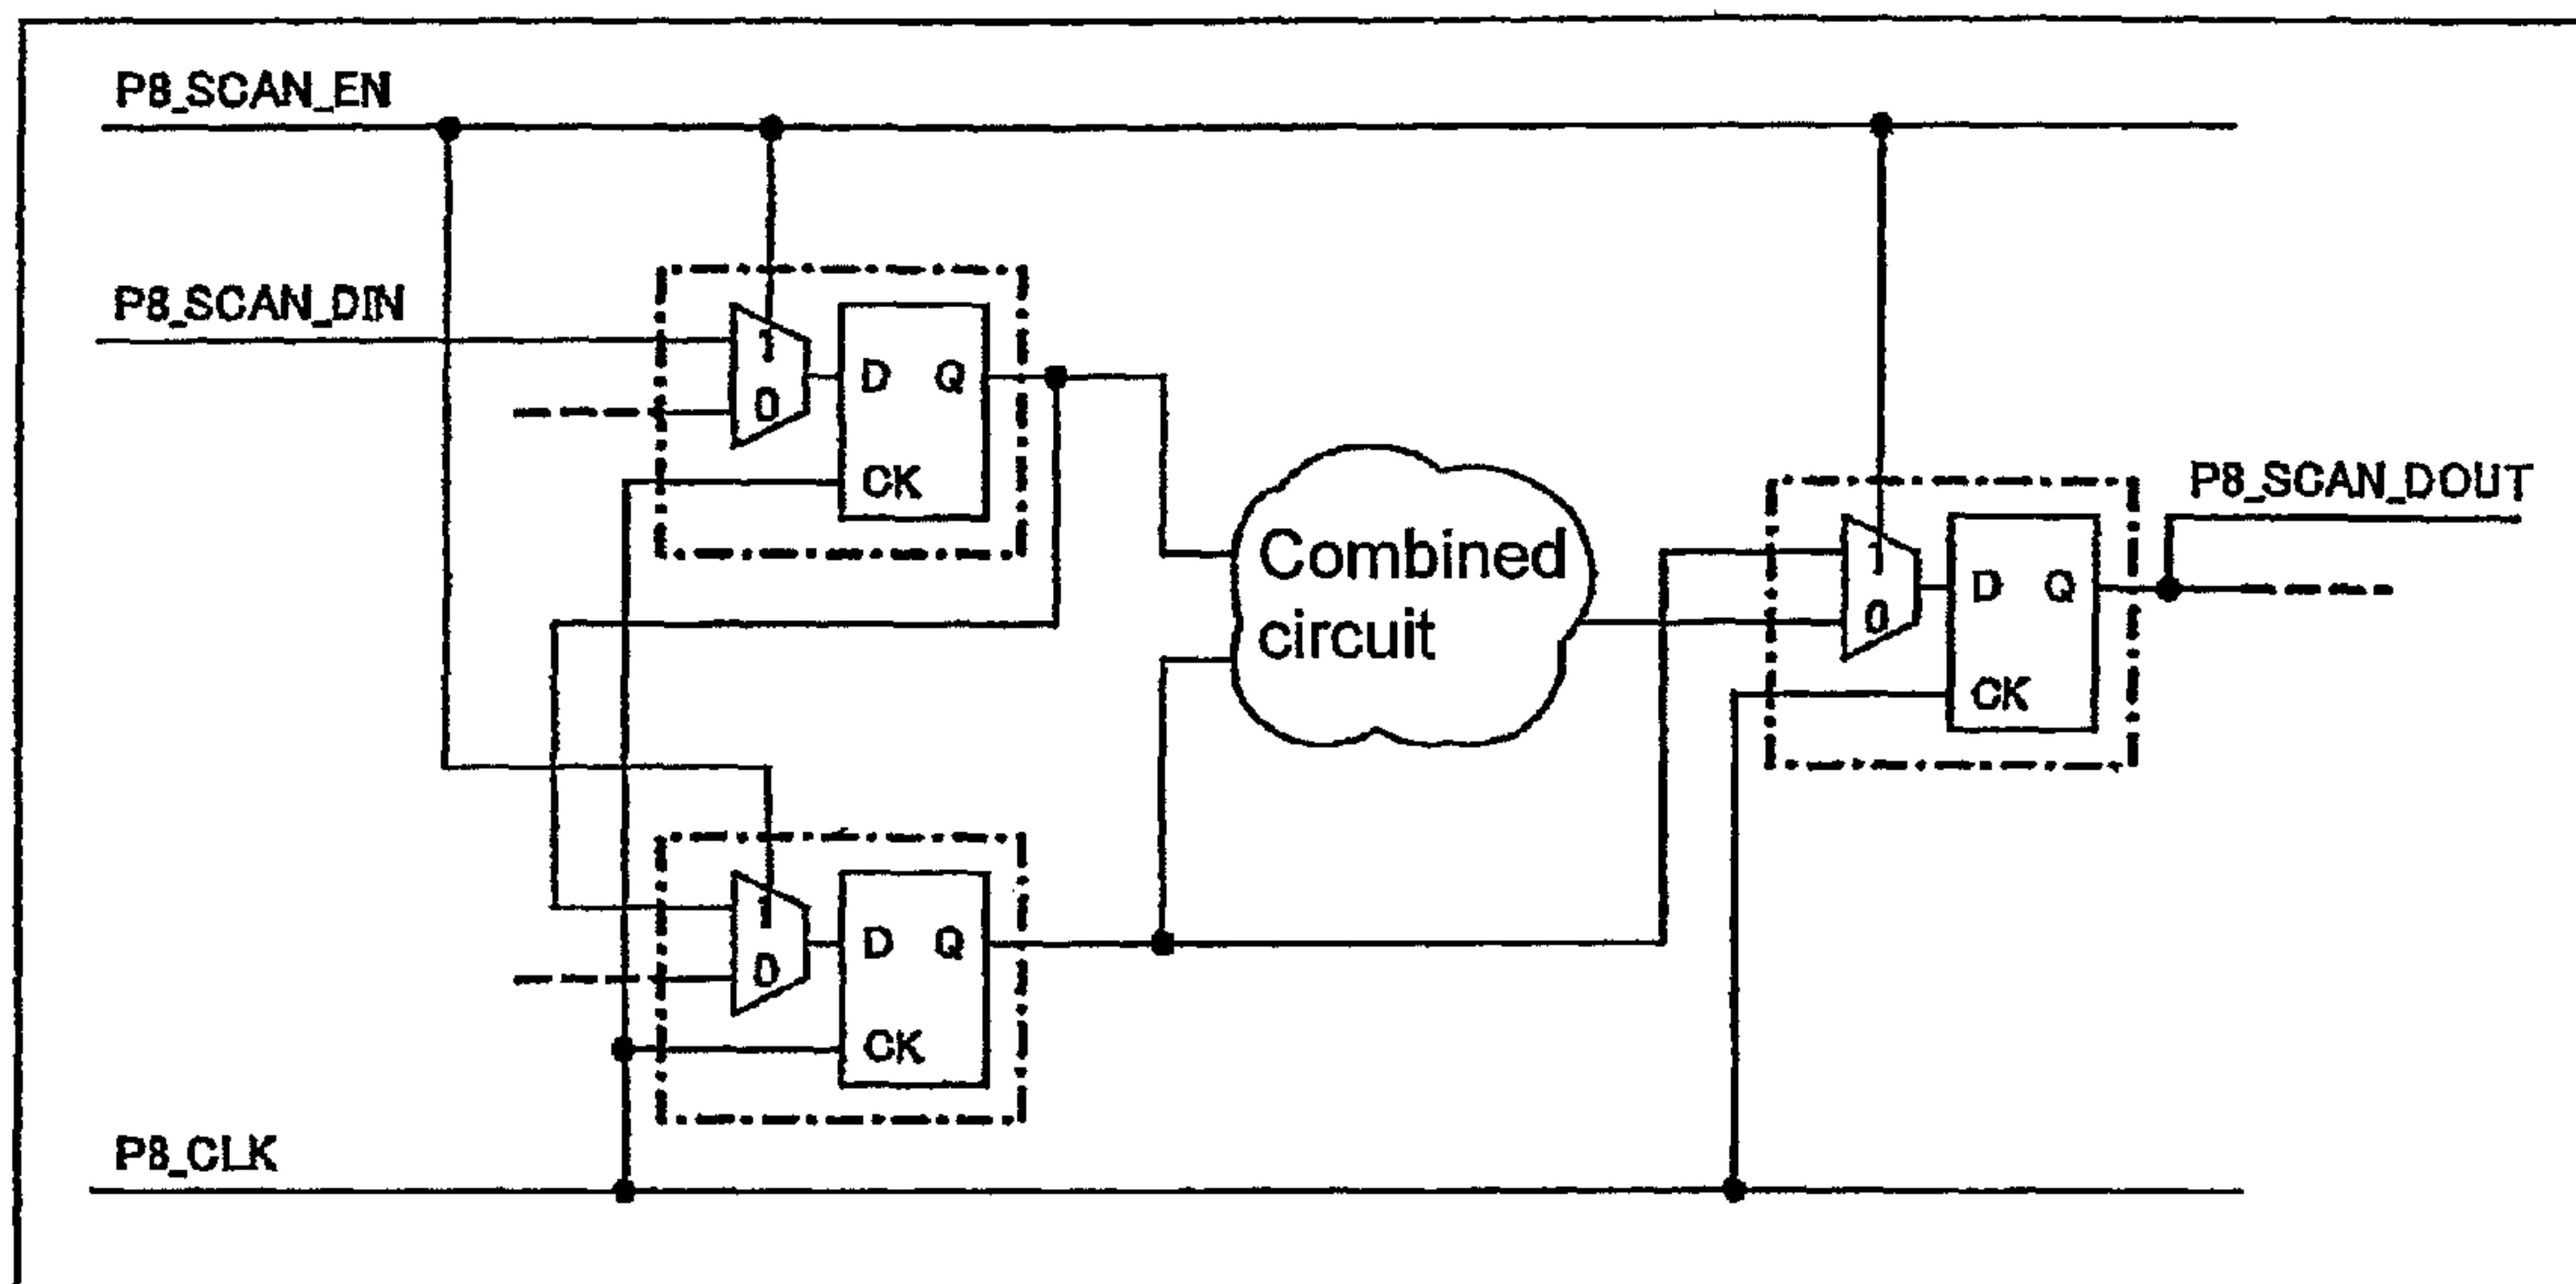 P8_SCAN_EN
P8_SCAN_DIN
1
0
D Q
CK
Combined
circuit
P8_SCAN_DOUT
1
0
D Q
CK
1
0
D Q
CK
P8_CLK